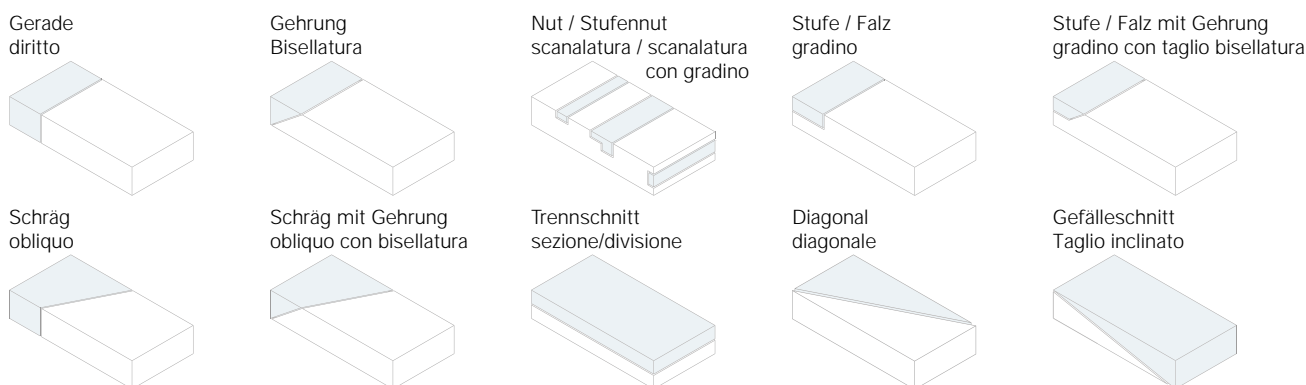 Gerade
diritto
Gehrung
Bisellatura
Nut / Stufennut
scanalatura / scanalatura
con gradino
Stufe / Falz
gradino
Stufe / Falz mit Gehrung
gradino con taglio bisellatura
Schräg
obliquo
Schräg mit Gehrung
obliquo con bisellatura
Trennschnitt
sezione/divisione
Diagonal
diagonale
Gefälleschnitt
Taglio inclinato